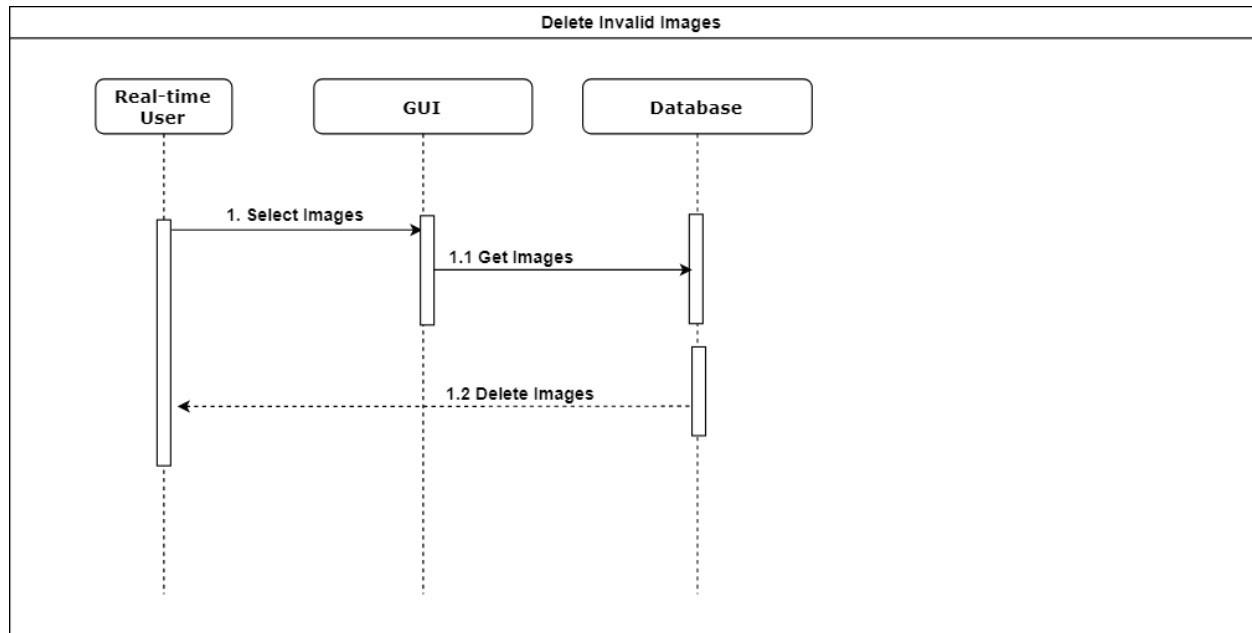 Delete Invalid Images
Real-time
User
GUI
Database
1. Select Images
1.1 Get Images
1.2 Delete Images